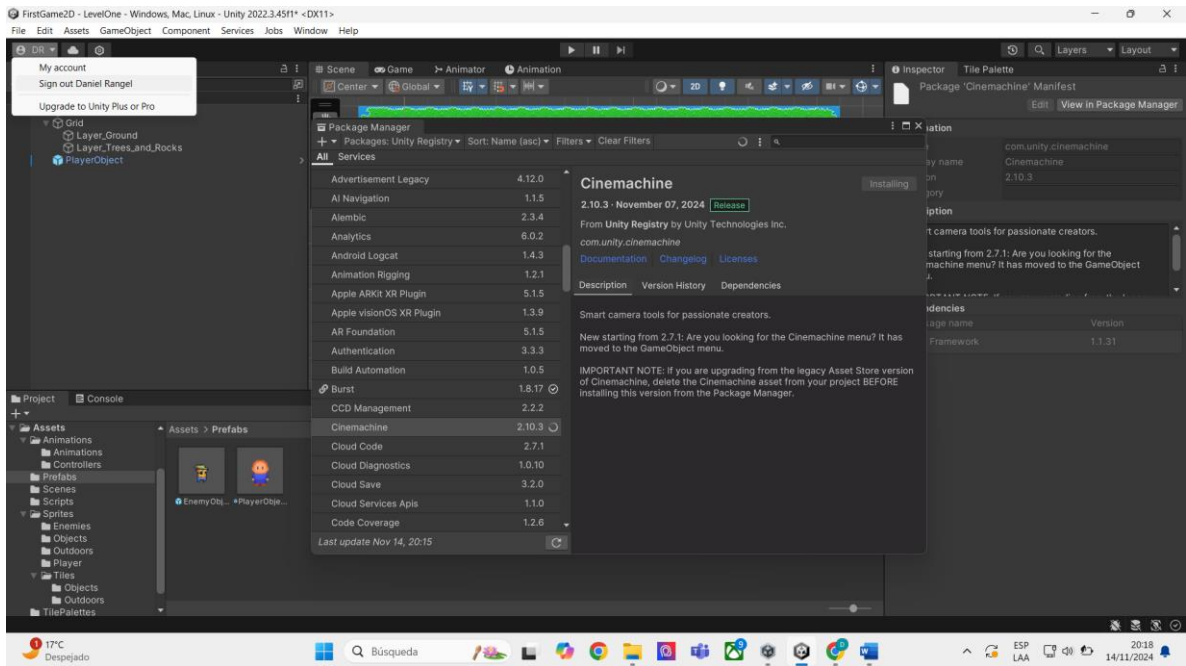 FirstGame2D - LevelOne - Windows, Mac, Linux - Unity 2022.3.45f1* <DX11>
File Edit Assets GameObject Component Services Jobs Window Help
DR
Layers Layout
My account
Sign out Daniel Rangel
Upgrade to Unity Plus or Pro
Grid
Layer_Ground
Layer_Trees_and_Rocks
PlayerObject
Scene Game Animator Animation
Center Global 2D
Inspector Tile Palette
Package 'Cinemachine' Manifest
Edit View in Package Manager
Package Manager
Packages: Unity Registry Sort: Name (asc) Filters Clear Filters
All Services
Advertisement Legacy 4.12.0
AI Navigation 1.1.5
Alembic 2.3.4
Analytics 6.0.2
Android Logcat 1.4.3
Animation Rigging 1.2.1
Apple ARKit XR Plugin 5.1.5
Apple visionOS XR Plugin 1.3.9
AR Foundation 5.1.5
Authentication 3.3.3
Build Automation 1.0.5
Burst 1.8.17
CCD Management 2.2.2
Cinemachine 2.10.3
Cloud Code 2.7.1
Cloud Diagnostics 1.0.10
Cloud Save 3.2.0
Cloud Services Apis 1.1.0
Code Coverage 1.2.6
Last update Nov 14, 20:15
Cinemachine Installing
2.10.3 · November 07, 2024 Release
From Unity Registry by Unity Technologies Inc.
com.unity.cinemachine
Documentation Changelog Licenses
Description Version History Dependencies
Smart camera tools for passionate creators.
New starting from 2.7.1: Are you looking for the Cinemachine menu? It has
moved to the GameObject menu.
IMPORTANT NOTE: If you are upgrading from the legacy Asset Store version
of Cinemachine, delete the Cinemachine asset from your project BEFORE
installing this version from the Package Manager.
com.unity.cinemachine
name Cinemachine
2.10.3
camera tools for passionate creators.
starting from 2.7.1: Are you looking for the
menu? It has moved to the GameObject
name Version
Framework 1.1.31
Project Console
Assets
Animations
Animations
Controllers
Prefabs
Scenes
Scripts
Sprites
Enemies
Objects
Outdoors
Player
Tiles
Objects
Outdoors
TilePalettes
Assets > Prefabs
EnemyObj... PlayerObje...
1
17°C
Despejado
Búsqueda
ESP
LAA
20:18
14/11/2024